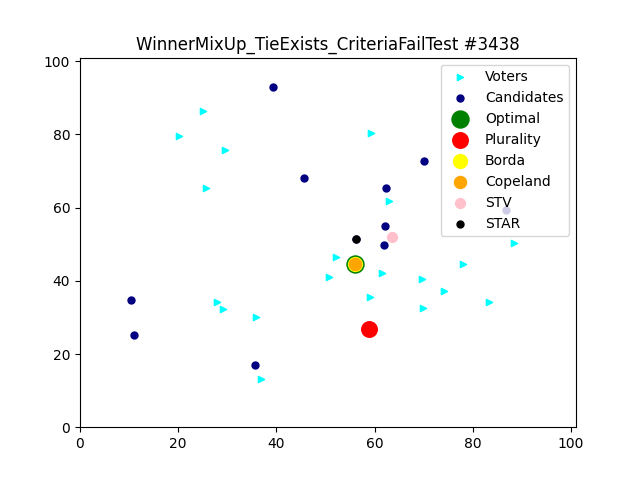 WinnerMixUp_TieExists_CriteriaFailTest #3438
Voters
Candidates
Optimal
Plurality
Borda
Copeland
STV
STAR
100
80
60
40
20
0
0 20 40 60 80 100